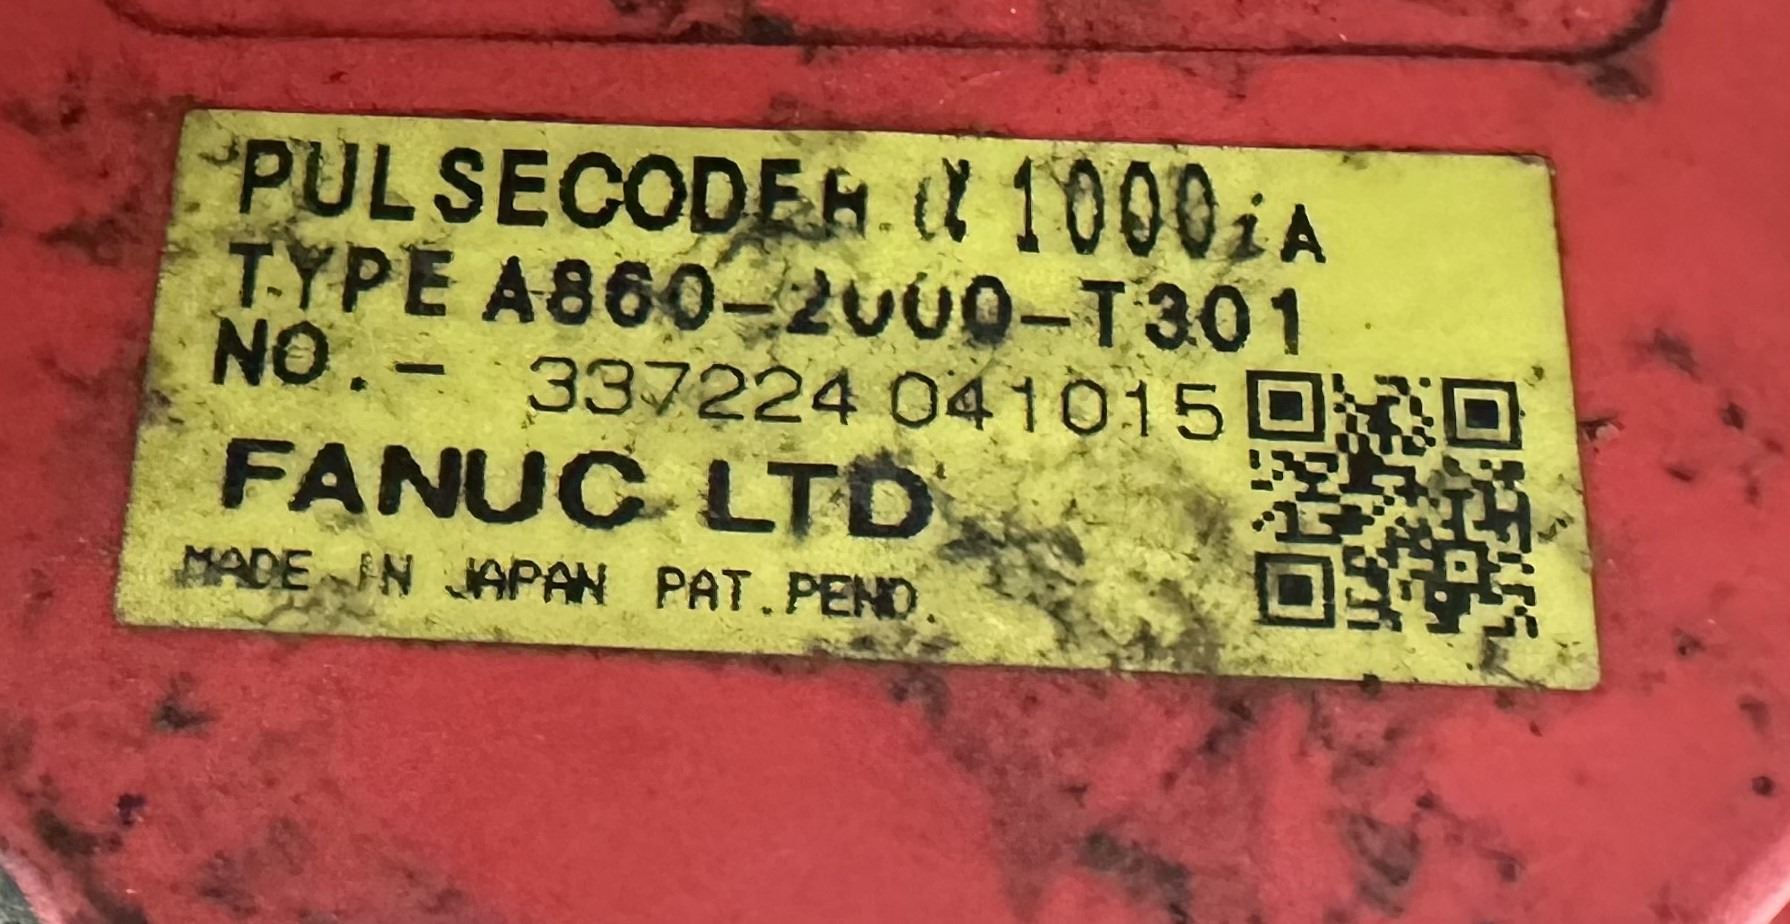 PULSECODER α1000iA
TYPE A860-2000-T301
NO.- 337224 041015
FANUC LTD
MADE IN JAPAN PAT.PEND.